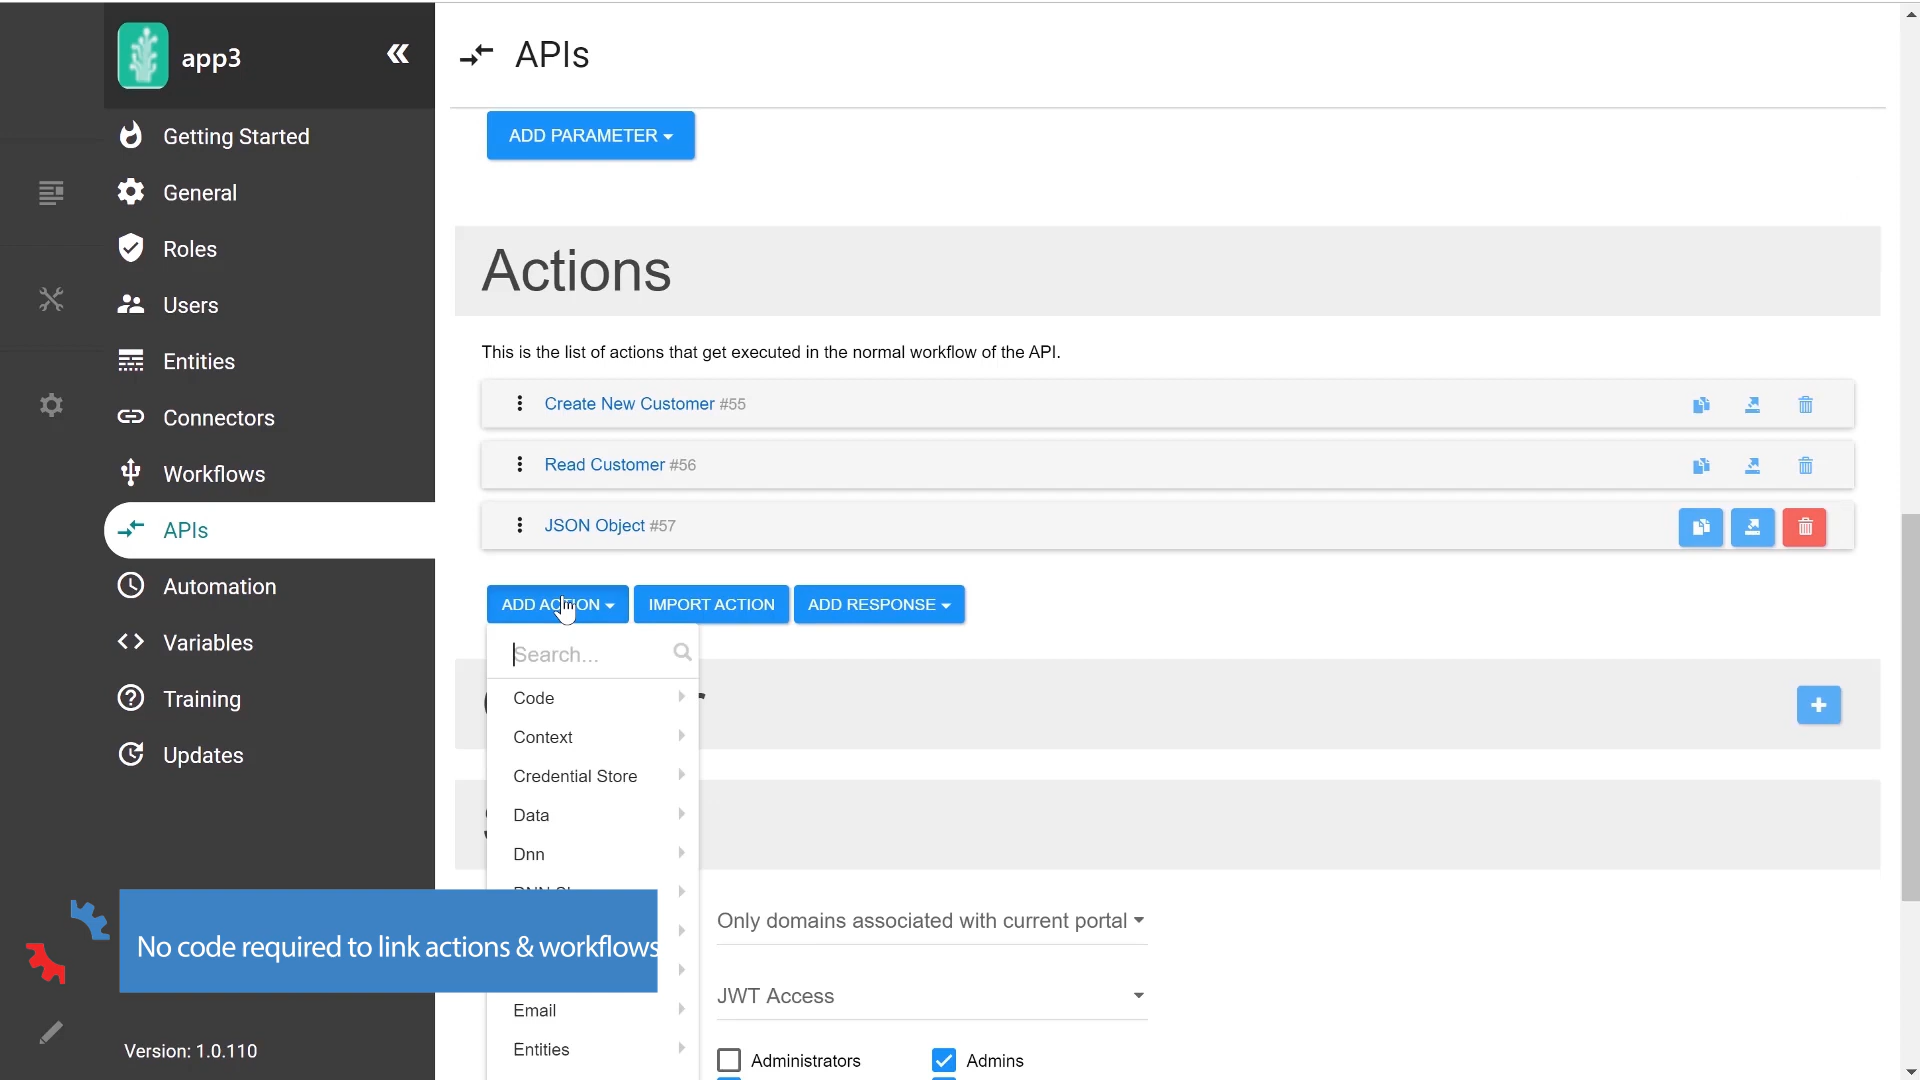 app3
APIs
ADD PARAMETER
Getting Started
General
Roles
Users
Entities
Connectors
Workflows
APIs
Automation
Variables
Training
Updates
Version: 1.0.110
Actions
This is the list of actions that get executed in the normal workflow of the API.
Create New Customer #55
Read Customer #56
JSON Object #57
ADD ACTION
IMPORT ACTION
ADD RESPONSE
Search...
Code
Context
Credential Store
Data
Dnn
No code required to link actions & workflows
Email
Entities
Only domains associated with current portal
JWT Access
Administrators
Admins